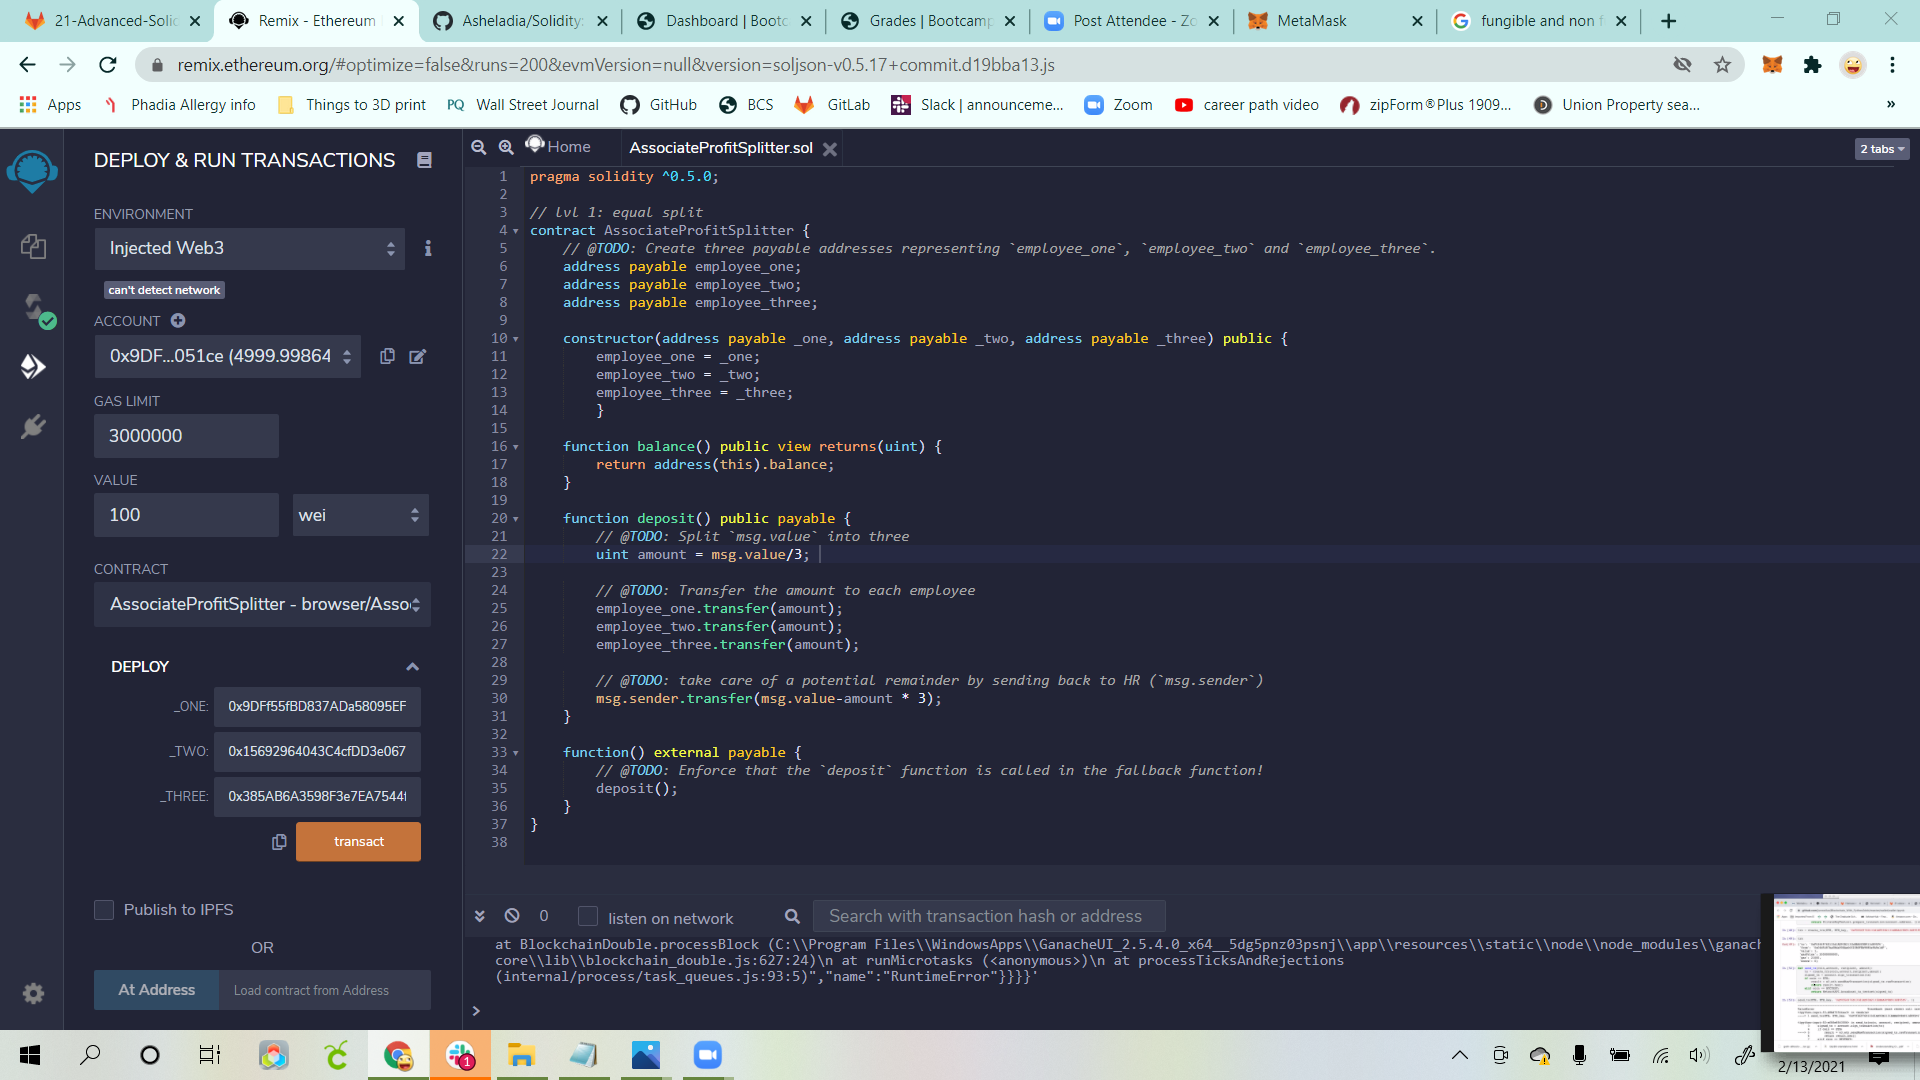 21-Advanced-Solic
Remix - Ethereum
Asheladia/Solidity:
Dashboard | Bootc
Grades | Bootcamp
Post Attendee - Zo
MetaMask
fungible and non f
remix.ethereum.org/#optimize=false&runs=200&evmVersion=null&version=soljson-v0.5.17+commit.d19bba13.js
Apps
Phadia Allergy info
Things to 3D print
PQ Wall Street Journal
GitHub
BCS
GitLab
Slack | announceme...
Zoom
career path video
zipForm®Plus 1909...
Union Property sea...
»
DEPLOY & RUN TRANSACTIONS
ENVIRONMENT
Injected Web3
can't detect network
ACCOUNT
0x9DF...051ce (4999.99864
GAS LIMIT
3000000
VALUE
100
wei
CONTRACT
AssociateProfitSplitter - browser/Asso
DEPLOY
_ONE: 0x9DFf55fBD837ADa58095EF
_TWO: 0x15692964043C4cfDD3e067
_THREE: 0x385AB6A3598F3e7EA7544f
transact
Publish to IPFS
OR
At Address
Load contract from Address
Home
AssociateProfitSplitter.sol
2 tabs
1 pragma solidity ^0.5.0;
2
3 // lvl 1: equal split
4 contract AssociateProfitSplitter {
5 // @TODO: Create three payable addresses representing `employee_one`, `employee_two` and `employee_three`.
6 address payable employee_one;
7 address payable employee_two;
8 address payable employee_three;
9
10 constructor(address payable _one, address payable _two, address payable _three) public {
11 employee_one = _one;
12 employee_two = _two;
13 employee_three = _three;
14 }
15
16 function balance() public view returns(uint) {
17 return address(this).balance;
18 }
19
20 function deposit() public payable {
21 // @TODO: Split `msg.value` into three
22 uint amount = msg.value/3;
23
24 // @TODO: Transfer the amount to each employee
25 employee_one.transfer(amount);
26 employee_two.transfer(amount);
27 employee_three.transfer(amount);
28
29 // @TODO: take care of a potential remainder by sending back to HR (`msg.sender`)
30 msg.sender.transfer(msg.value-amount * 3);
31 }
32
33 function() external payable {
34 // @TODO: Enforce that the `deposit` function is called in the fallback function!
35 deposit();
36 }
37 }
38
0
listen on network
Search with transaction hash or address
at BlockchainDouble.processBlock (C:\\Program Files\\WindowsApps\\GanacheUI_2.5.4.0_x64__5dg5pnz03psnj\\app\\resources\\static\\node\\node_modules\\ganac
core\\lib\\blockchain_double.js:627:24)\n at runMicrotasks (<anonymous>)\n at processTicksAndRejections
(internal/process/task_queues.js:93:5)","name":"RuntimeError"}}}}'
>
1
2/13/2021